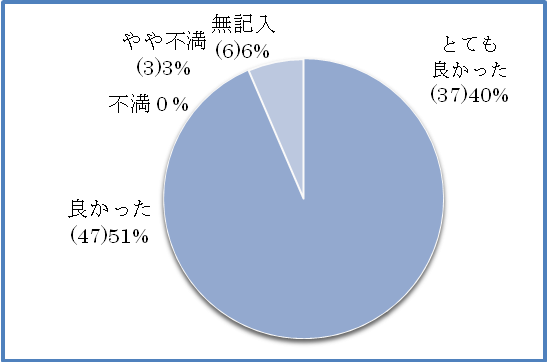 無記入
(6)6%
やや不満
(3)3%
不満０%
良かった
(47)51%
とても
良かった
(37)40%